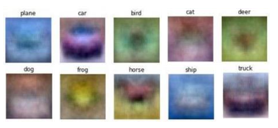 plane car bird cat deer
dog frog horse ship truck